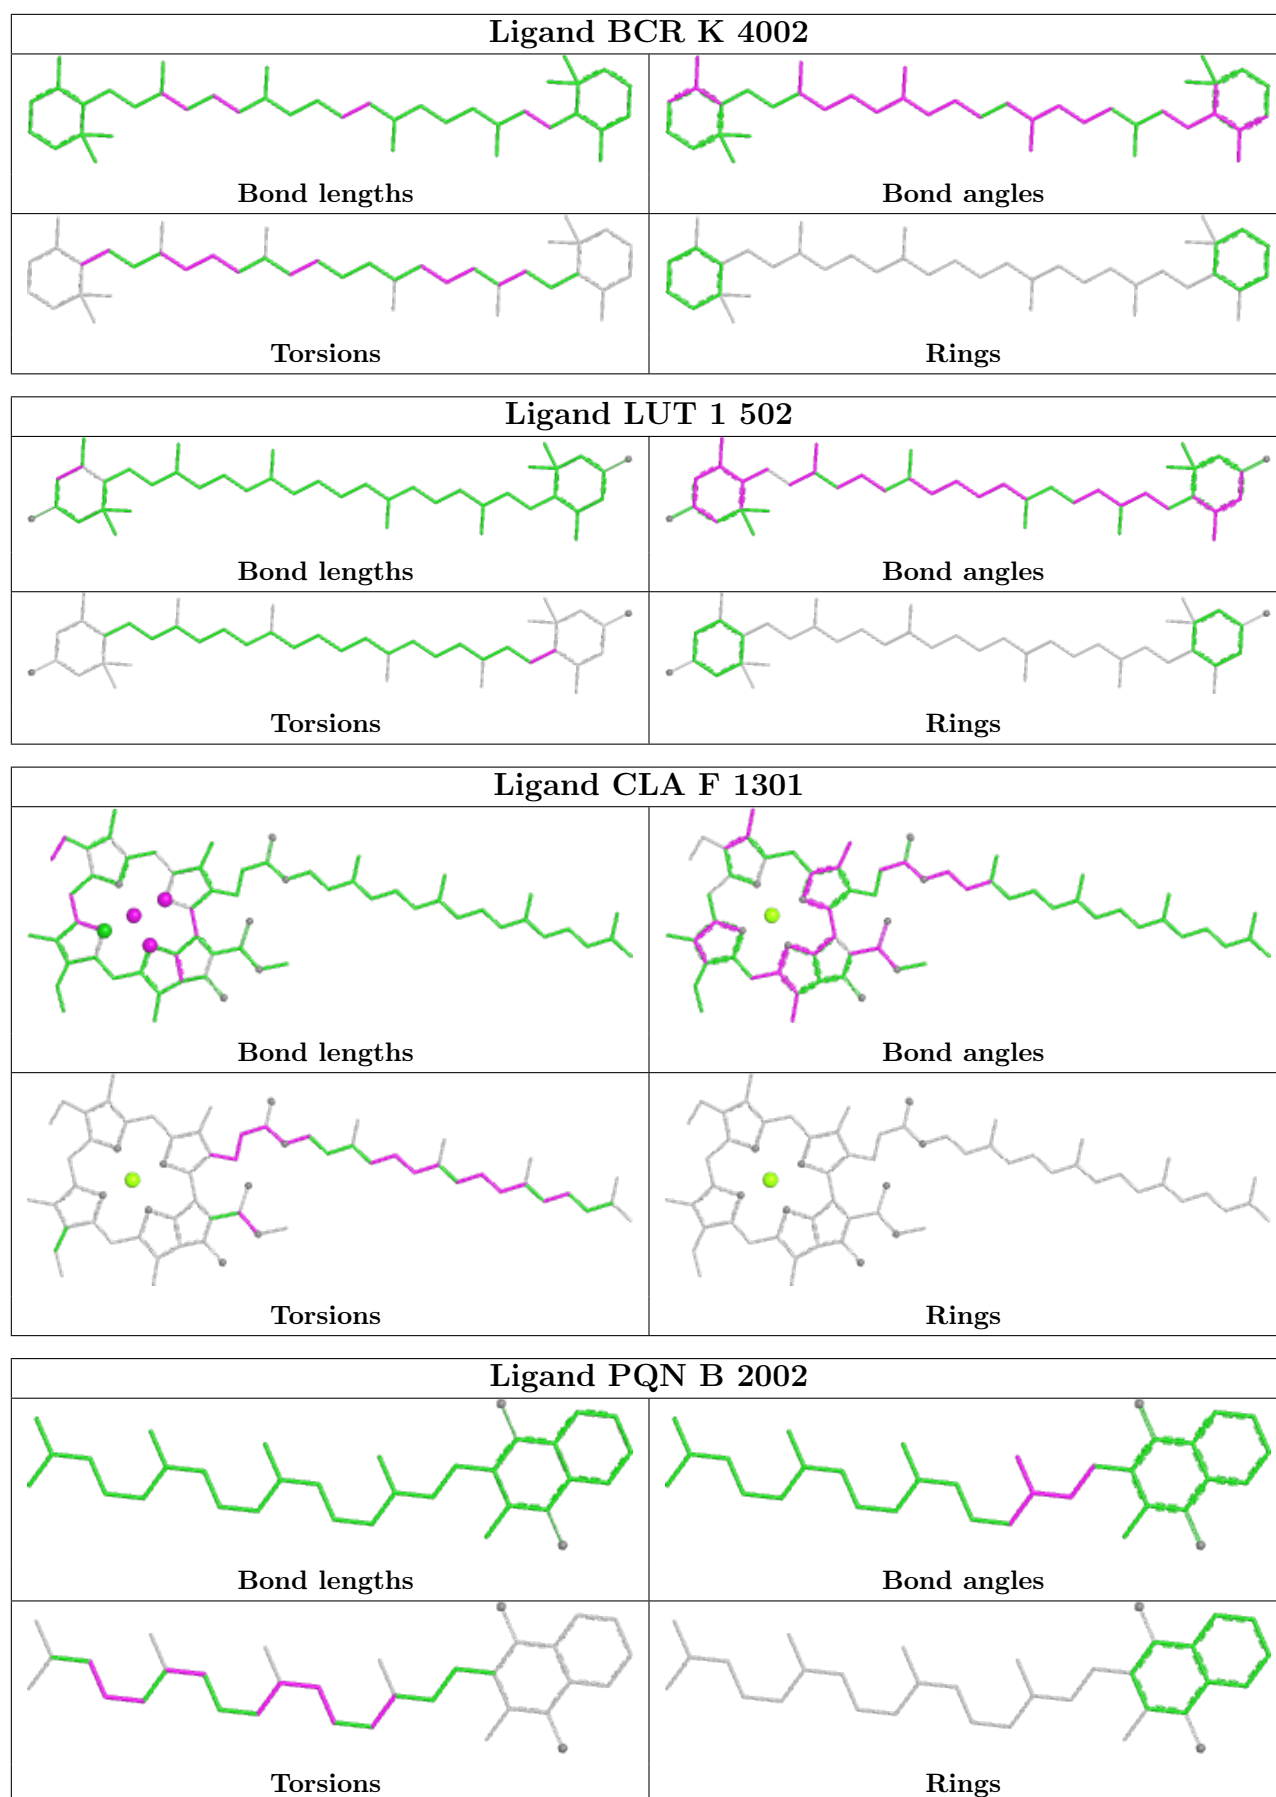 Ligand BCR K 4002
Bond lengths
Bond angles
Torsions
Rings
Ligand LUT 1 502
Bond lengths
Bond angles
Torsions
Rings
Ligand CLA F 1301
Bond lengths
Bond angles
Torsions
Rings
Ligand PQN B 2002
Bond lengths
Bond angles
Torsions
Rings